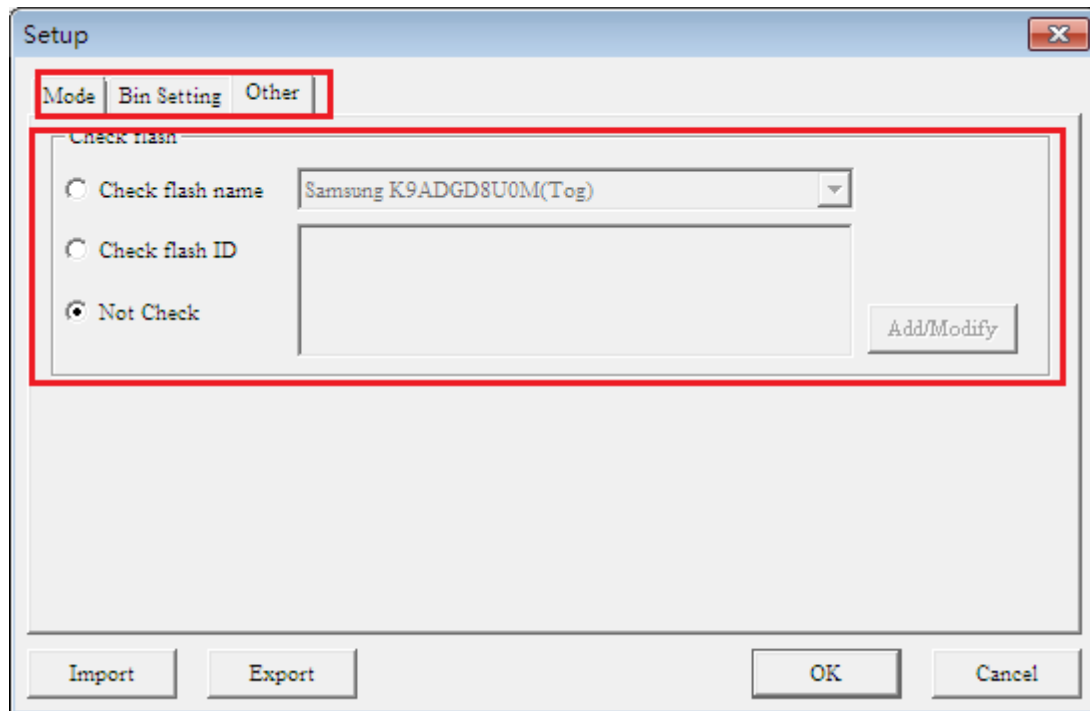 Setup
Mode Bin Setting Other
Check flash
Check flash name Samsung K9ADGD8U0M(Tog)
Check flash ID
Not Check
Add/Modify
Import Export OK Cancel